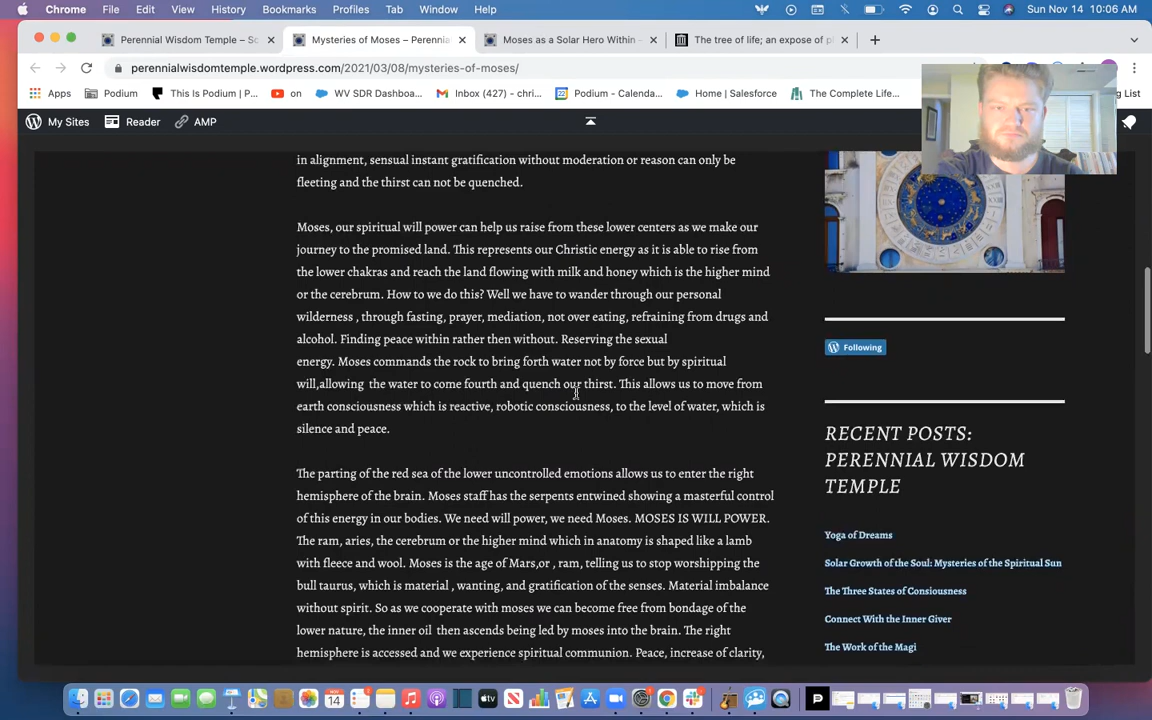 Chrome File Edit View History Bookmarks Profiles Tab Window Help Sun Nov 14 10:06 AM
Perennial Wisdom Temple – Sc Mysteries of Moses – Perennia Moses as a Solar Hero Within – The tree of life; an expose of p
perennialwisdomtemple.wordpress.com/2021/03/08/mysteries-of-moses/
Apps Podium This Is Podium | P... on WV SDR Dashboa... Inbox (427) – chri... Podium - Calenda... Home | Salesforce The Complete Life... ing List
My Sites Reader AMP
in alignment, sensual instant gratification without moderation or reason can only be
fleeting and the thirst can not be quenched.
Moses, our spiritual will power can help us raise from these lower centers as we make our
journey to the promised land. This represents our Christic energy as it is able to rise from
the lower chakras and reach the land flowing with milk and honey which is the higher mind
or the cerebrum. How to we do this? Well we have to wander through our personal
wilderness , through fasting, prayer, mediation, not over eating, refraining from drugs and
alcohol. Finding peace within rather then without. Reserving the sexual
energy. Moses commands the rock to bring forth water not by force but by spiritual
will,allowing the water to come fourth and quench our thirst. This allows us to move from
earth consciousness which is reactive, robotic consciousness, to the level of water, which is
silence and peace.
The parting of the red sea of the lower uncontrolled emotions allows us to enter the right
hemisphere of the brain. Moses staff has the serpents entwined showing a masterful control
of this energy in our bodies. We need will power, we need Moses. MOSES IS WILL POWER.
The ram, aries, the cerebrum or the higher mind which in anatomy is shaped like a lamb
with fleece and wool. Moses is the age of Mars,or , ram, telling us to stop worshipping the
bull taurus, which is material , wanting, and gratification of the senses. Material imbalance
without spirit. So as we cooperate with moses we can become free from bondage of the
lower nature, the inner oil then ascends being led by moses into the brain. The right
hemisphere is accessed and we experience spiritual communion. Peace, increase of clarity,
Following
RECENT POSTS:
PERENNIAL WISDOM
TEMPLE
Yoga of Dreams
Solar Growth of the Soul: Mysteries of the Spiritual Sun
The Three States of Consiousness
Connect With the Inner Giver
The Work of the Magi